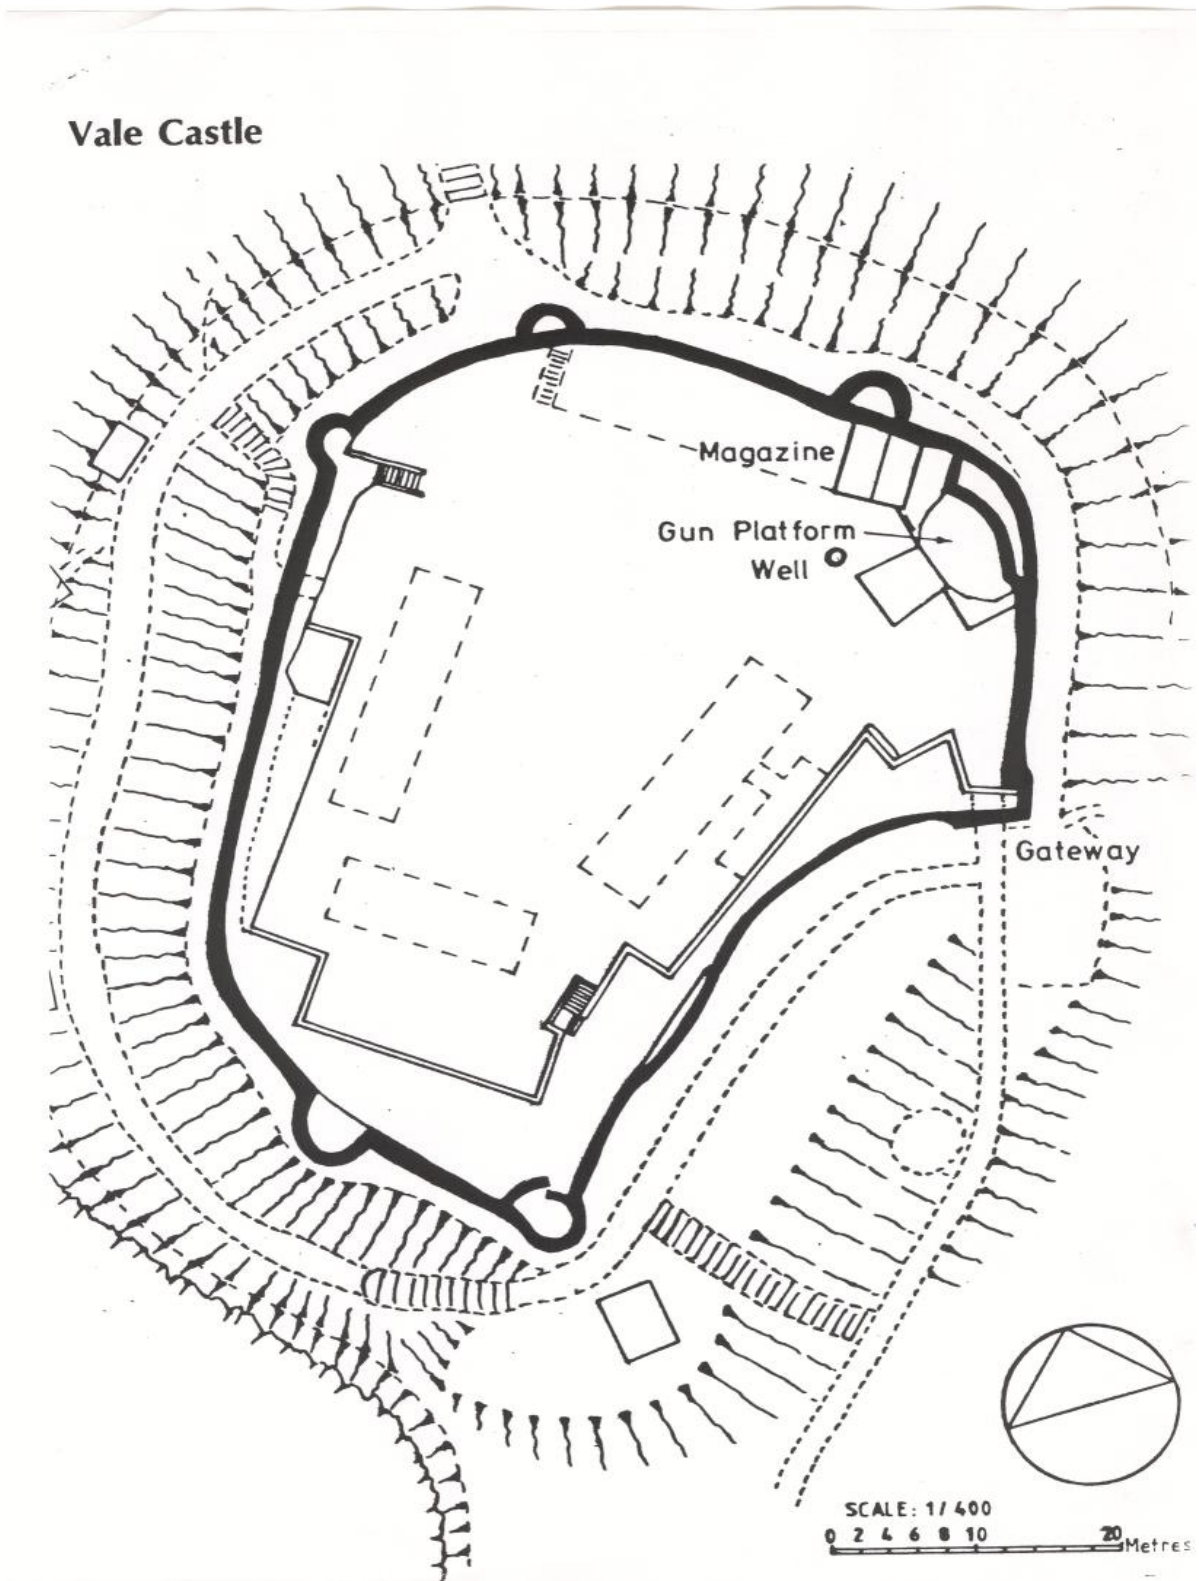 Vale Castle
Magazine
Gun Platform
Well
Gateway
SCALE: 1/400
0 2 4 6 8 10 20
Metres